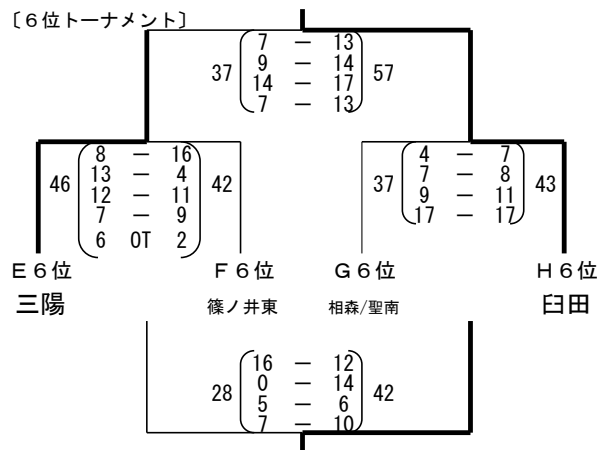 〔６位トーナメント〕
7 － 13
9 － 14
37 14 － 17 57
7 － 13
8 － 16
46 13 － 4 42
12 － 11
7 － 9
6 OT 2
4 － 7
37 7 － 8 43
9 － 11
17 － 17
Ｅ６位 Ｆ６位 Ｇ６位 Ｈ６位
三陽 篠ノ井東 相森/聖南 臼田
16 － 12
0 － 14
28 5 － 6 42
7 － 10